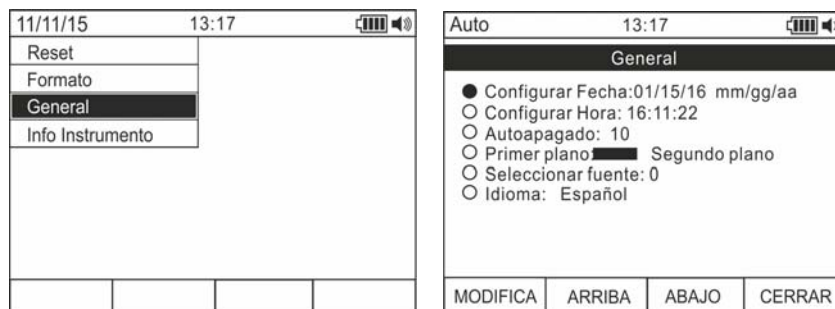 11/11/15 13:17
Reset
Formato
General
Info Instrumento
Auto 13:17
General
Configurar Fecha:01/15/16 mm/gg/aa
Configurar Hora: 16:11:22
Autoapagado: 10
Primer plano: Segundo plano
Seleccionar fuente: 0
Idioma: Español
MODIFICA ARRIBA ABAJO CERRAR